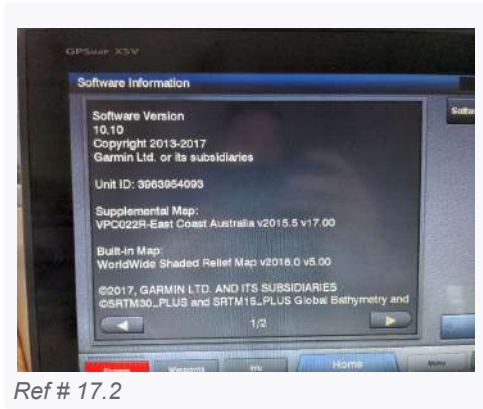 GPSMAP XSV
Software Information
Software Version
10.10
Copyright 2013-2017
Garmin Ltd. or its subsidiaries
Unit ID: 3963954093
Supplemental Map:
VPC022R-East Coast Australia v2015.5 v17.00
Built-in Map:
WorldWide Shaded Relief Map v2016.0 v5.00
©2017, GARMIN LTD. AND ITS SUBSIDIARIES
©SRTM30_PLUS and SRTM15_PLUS Global Bathymetry and
1/2
Waypoints
Info
Home
Menu
Ref # 17.2